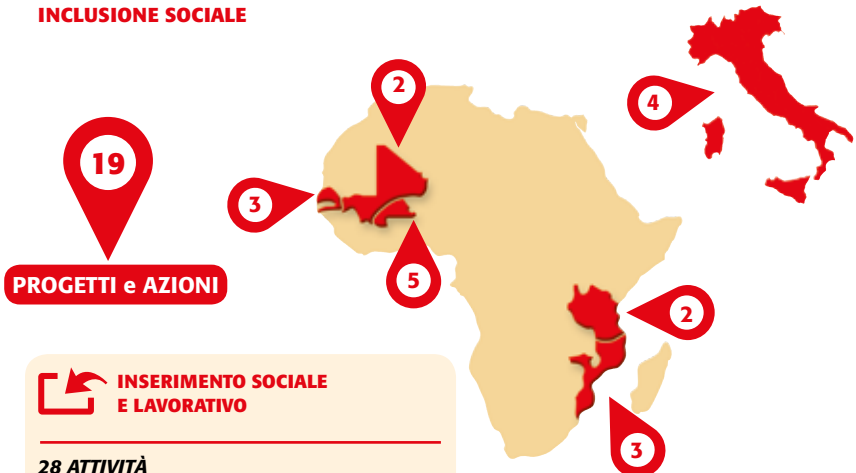 INCLUSIONE SOCIALE
2
4
19
3
5
PROGETTI e AZIONI
2
3
INSERIMENTO SOCIALE
E LAVORATIVO
28 ATTIVITÀ